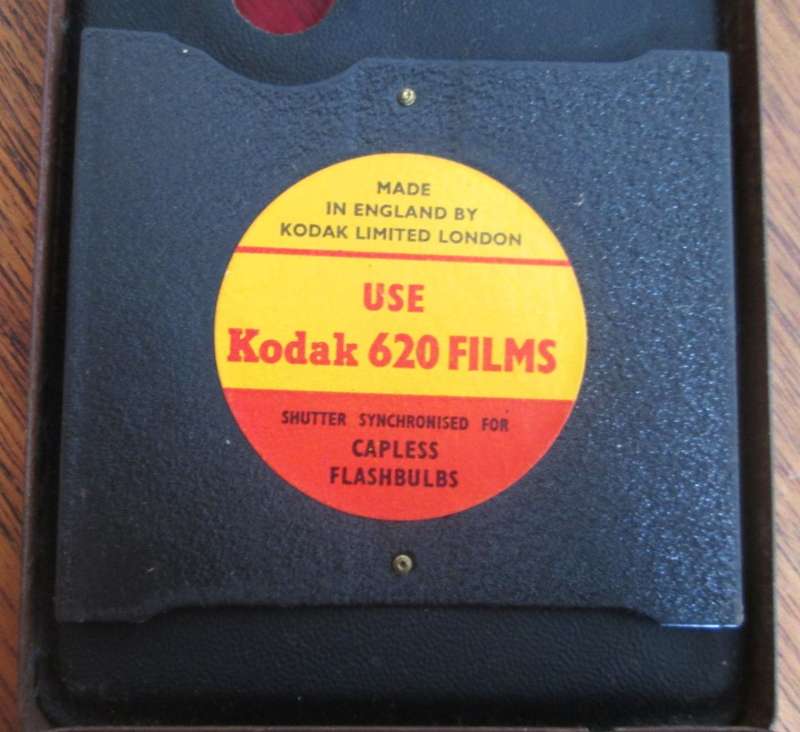 MADE
IN ENGLAND BY
KODAK LIMITED LONDON
USE
Kodak 620 FILMS
SHUTTER SYNCHRONISED FOR
CAPLESS
FLASHBULBS